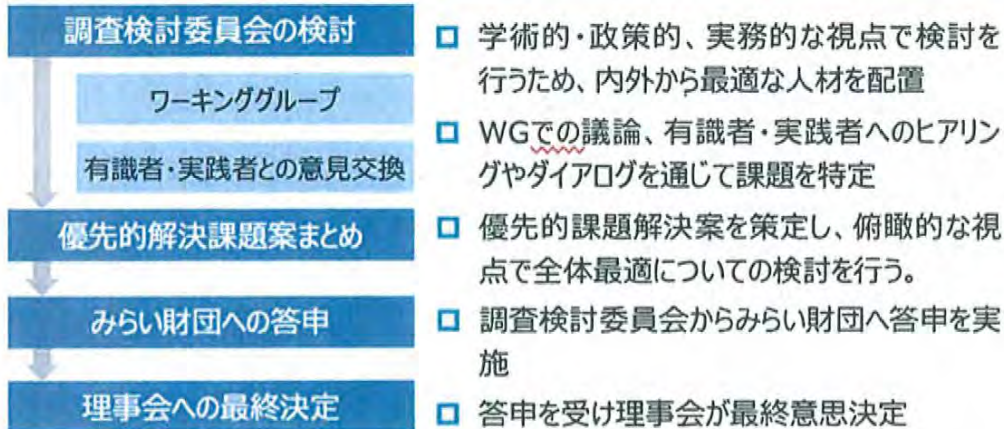 調査検討委員会の検討
ワーキンググループ
有識者・実践者との意見交換
優先的解決課題案まとめ
みらい財団への答申
理事会への最終決定
学術的・政策的、実務的な視点で検討を
行うため、内外から最適な人材を配置
WGでの議論、有識者・実践者へのヒアリン
グやダイアログを通じて課題を特定
優先的課題解決案を策定し、俯瞰的な視
点で全体最適についての検討を行う。
調査検討委員会からみらい財団へ答申を実
施
答申を受け理事会が最終意思決定